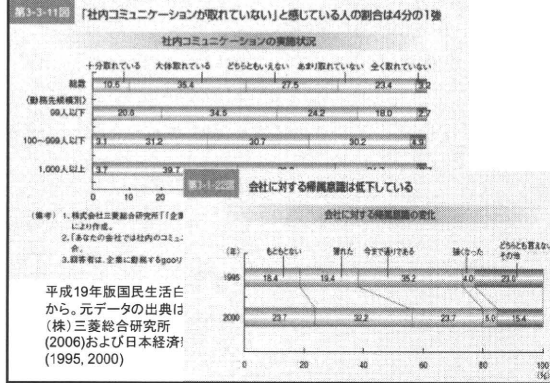 第3-3-11図 「社内コミュニケーションが取れていない」と感じている人の割合は4分の1強
社内コミュニケーションの実施状況
十分取れている 大体取れている どちらともいえない あまり取れていない 全く取れていない
総数 10.5 35.4 27.5 23.4 3.2
(勤務先規模別)
99人以下 20.6 34.5 24.2 18.0 2.7
100~999人以下 3.1 31.2 30.7 30.2 4.9
1,000人以上 3.7 39.7
0 10 20
(備考) 1. 株式会社三菱総合研究所「「企業
により作成。
2.「あなたの会社では社内のコミュニ
3. 回答者は、企業に勤務するgooリ
会社に対する帰属意識は低下している
会社に対する帰属意識の変化
(年) もともとない 薄れた 今まで通りである 強くなった どちらとも言えない
その他
1995 18.4 19.4 35.2 4.0 23.0
2000 23.7 32.2 23.7 5.0 15.4
0 20 40 60 80 100
(%)
平成19年版国民生活白
から。元データの出典は
(株)三菱総合研究所
(2006)および日本経済
(1995, 2000)